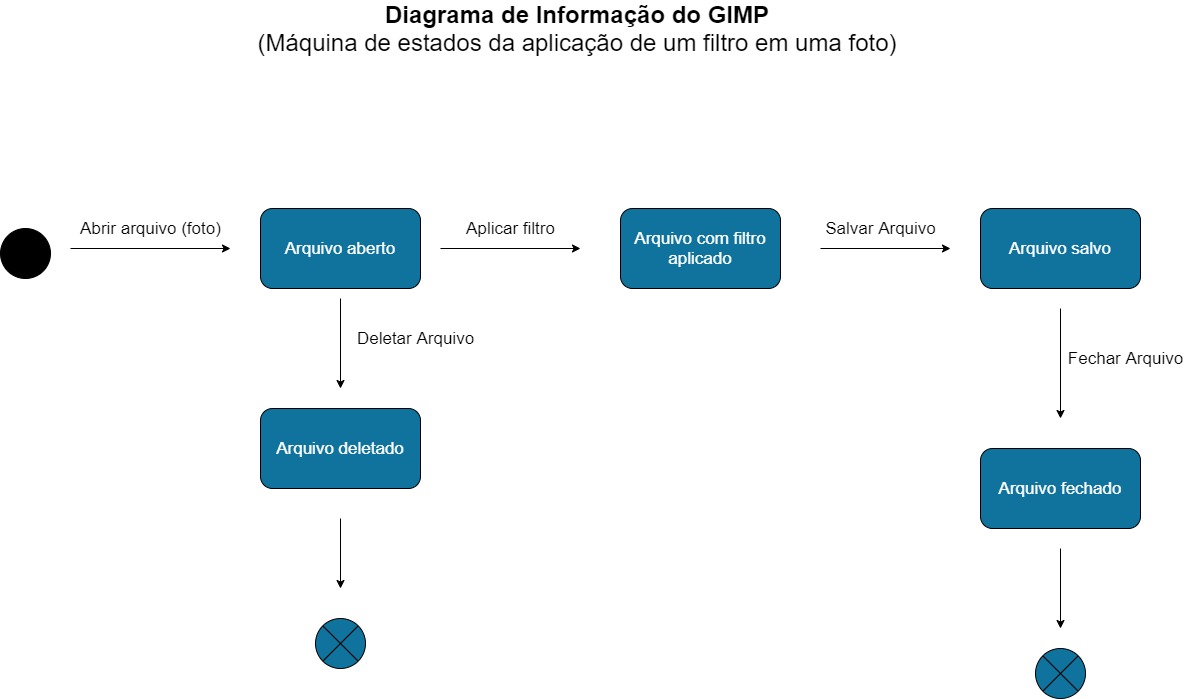 Diagrama de Informação do GIMP
(Máquina de estados da aplicação de um filtro em uma foto)
Abrir arquivo (foto)
Arquivo aberto
Aplicar filtro
Arquivo com filtro
aplicado
Salvar Arquivo
Arquivo salvo
Deletar Arquivo
Fechar Arquivo
Arquivo deletado
Arquivo fechado